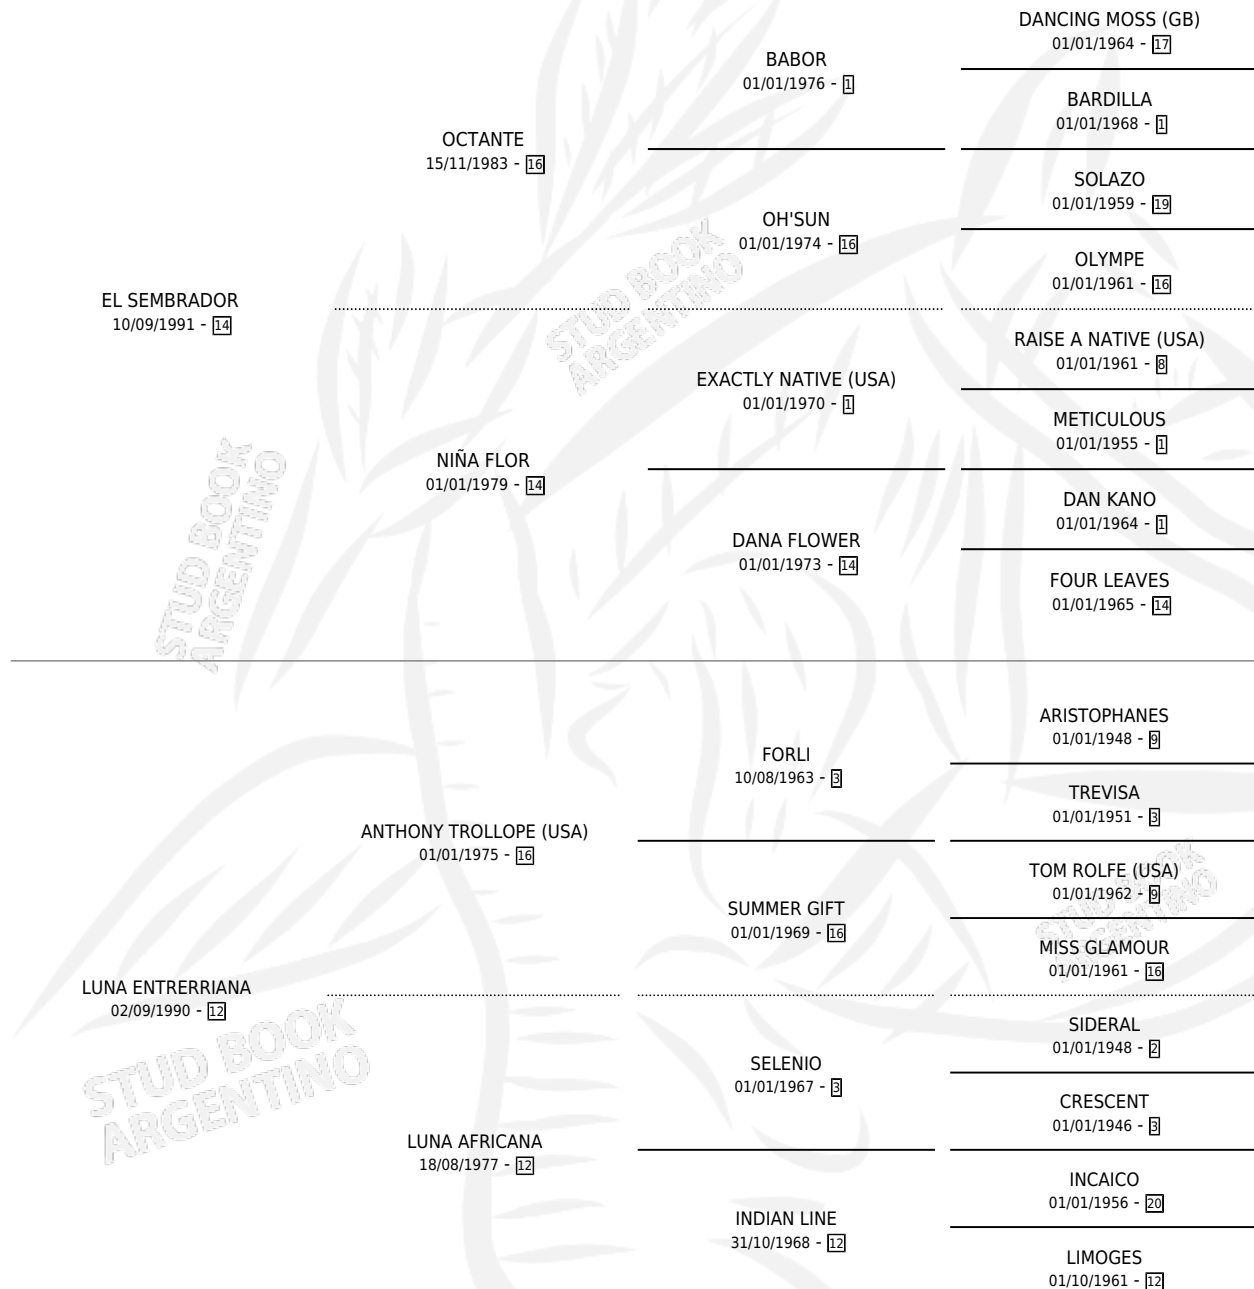 DANCING MOSS (GB)
01/01/1964 - 17
BABOR
01/01/1976 - 1
BARDILLA
01/01/1968 - 1
OCTANTE
15/11/1983 - 16
SOLAZO
01/01/1959 - 19
OH'SUN
01/01/1974 - 16
OLYMPE
01/01/1961 - 16
EL SEMBRADOR
10/09/1991 - 14
RAISE A NATIVE (USA)
01/01/1961 - 8
EXACTLY NATIVE (USA)
01/01/1970 - 1
METICULOUS
01/01/1955 - 1
NIÑA FLOR
01/01/1979 - 14
DAN KANO
01/01/1964 - 1
DANA FLOWER
01/01/1973 - 14
FOUR LEAVES
01/01/1965 - 14
ARISTOPHANES
01/01/1948 - 9
FORLI
10/08/1963 - 3
TREVISA
01/01/1951 - 3
ANTHONY TROLLOPE (USA)
01/01/1975 - 16
TOM ROLFE (USA)
01/01/1962 - 9
SUMMER GIFT
01/01/1969 - 16
MISS GLAMOUR
01/01/1961 - 16
LUNA ENTRERRIANA
02/09/1990 - 12
SIDERAL
01/01/1948 - 2
SELENIO
01/01/1967 - 3
CRESCENT
01/01/1946 - 3
LUNA AFRICANA
18/08/1977 - 12
INCAICO
01/01/1956 - 20
INDIAN LINE
31/10/1968 - 12
LIMOGES
01/10/1961 - 12
STUD BOOK
ARGENTINO
STUD BOOK
ARGENTINO
STUD BOOK
ARGENTINO
STUD BOOK
ARGENTINO